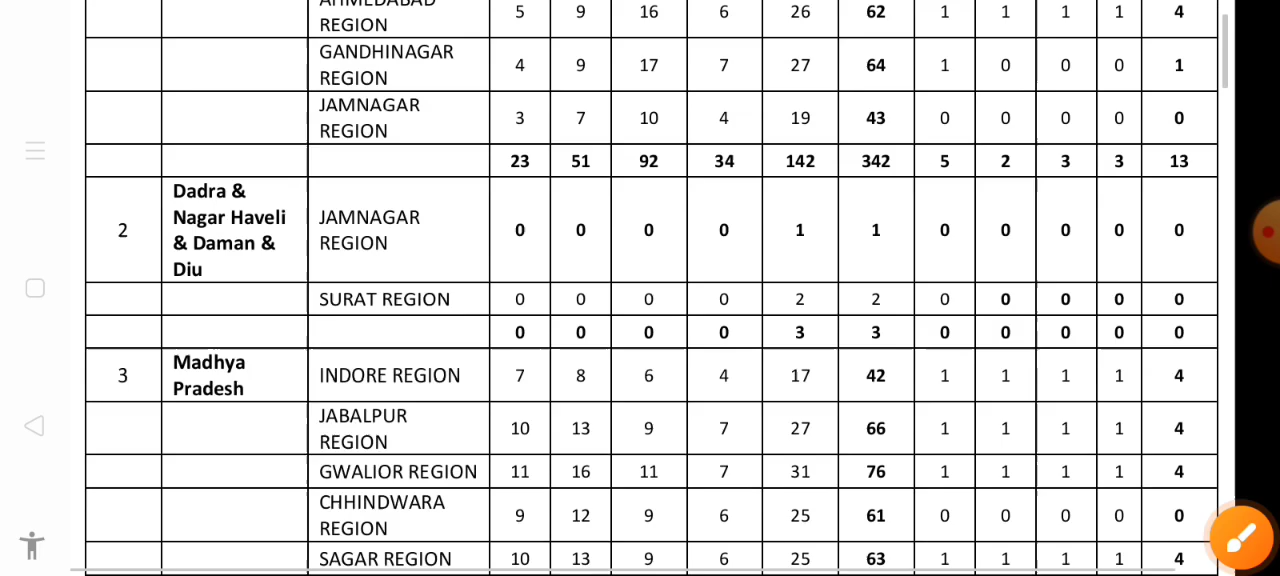 AHMEDABAD
REGION 5 9 16 6 26 62 1 1 1 1 4
GANDHINAGAR
REGION 4 9 17 7 27 64 1 0 0 0 1
JAMNAGAR
REGION 3 7 10 4 19 43 0 0 0 0 0
23 51 92 34 142 342 5 2 3 3 13
2 Dadra &
Nagar Haveli
& Daman &
Diu
JAMNAGAR
REGION 0 0 0 0 1 1 0 0 0 0 0
SURAT REGION 0 0 0 0 2 2 0 0 0 0 0
0 0 0 0 3 3 0 0 0 0 0
3 Madhya
Pradesh
INDORE REGION 7 8 6 4 17 42 1 1 1 1 4
JABALPUR
REGION 10 13 9 7 27 66 1 1 1 1 4
GWALIOR REGION 11 16 11 7 31 76 1 1 1 1 4
CHHINDWARA
REGION 9 12 9 6 25 61 0 0 0 0 0
SAGAR REGION 10 13 9 6 25 63 1 1 1 1 4